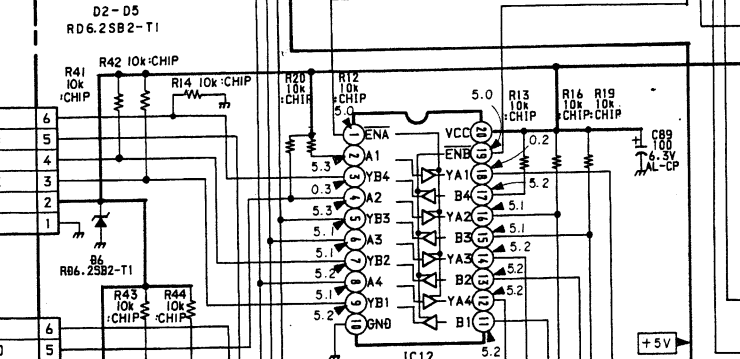 D2-D5
RD6.2SB2-T1
R41
10k
:CHIP
R42 10k:CHIP
R14 10k:CHIP
R20
10k
:CHIP
R12
10k
:CHIP
R13
10k
:CHIP
R16
10k
:CHIP
R19
10k
:CHIP
C89
100
6.3V
AL-CP
6
5
4
3
2
1
B6
RD6.2SB2-T1
R43
10k
:CHIP
R44
10k
:CHIP
6
5
5.0
5.3
0.3
5.3
5.1
5.1
5.2
5.1
5.2
1 ENA
2 A1
3 YB4
4 A2
5 YB3
6 A3
7 YB2
8 A4
9 YB1
10 GND
VCC 20
ENB 19
YA1 18
B4 17
YA2 16
B3 15
YA3 14
B2 13
YA4 12
B1 11
5.0
0.2
5.2
5.1
5.1
5.2
5.2
5.2
5.2
IC12
+5V